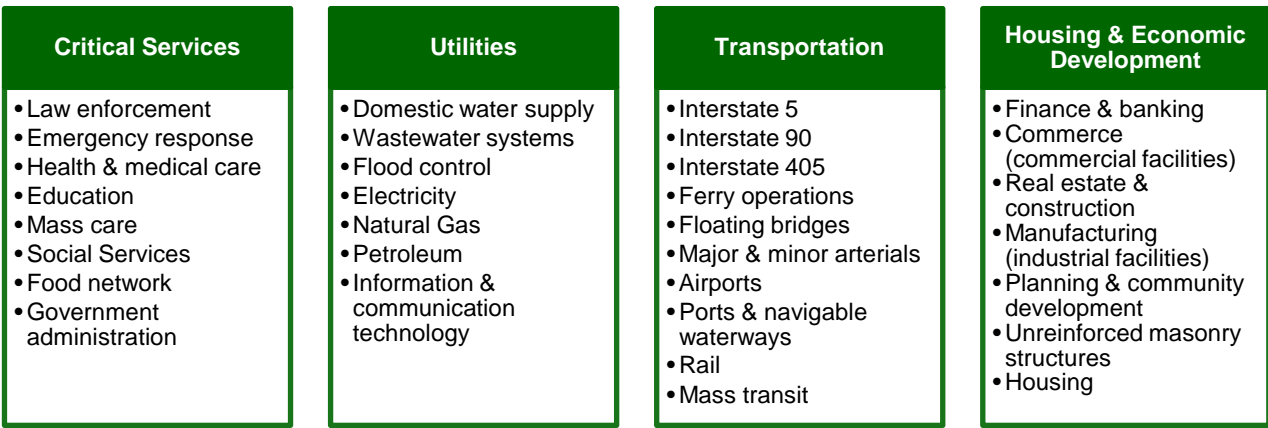 Critical Services
• Law enforcement
• Emergency response
• Health & medical care
• Education
• Mass care
• Social Services
• Food network
• Government
administration
Utilities
• Domestic water supply
• Wastewater systems
• Flood control
• Electricity
• Natural Gas
• Petroleum
• Information &
communication
technology
Transportation
• Interstate 5
• Interstate 90
• Interstate 405
• Ferry operations
• Floating bridges
• Major & minor arterials
• Airports
• Ports & navigable
waterways
• Rail
• Mass transit
Housing & Economic
Development
• Finance & banking
• Commerce
(commercial facilities)
• Real estate &
construction
• Manufacturing
(industrial facilities)
• Planning & community
development
• Unreinforced masonry
structures
• Housing